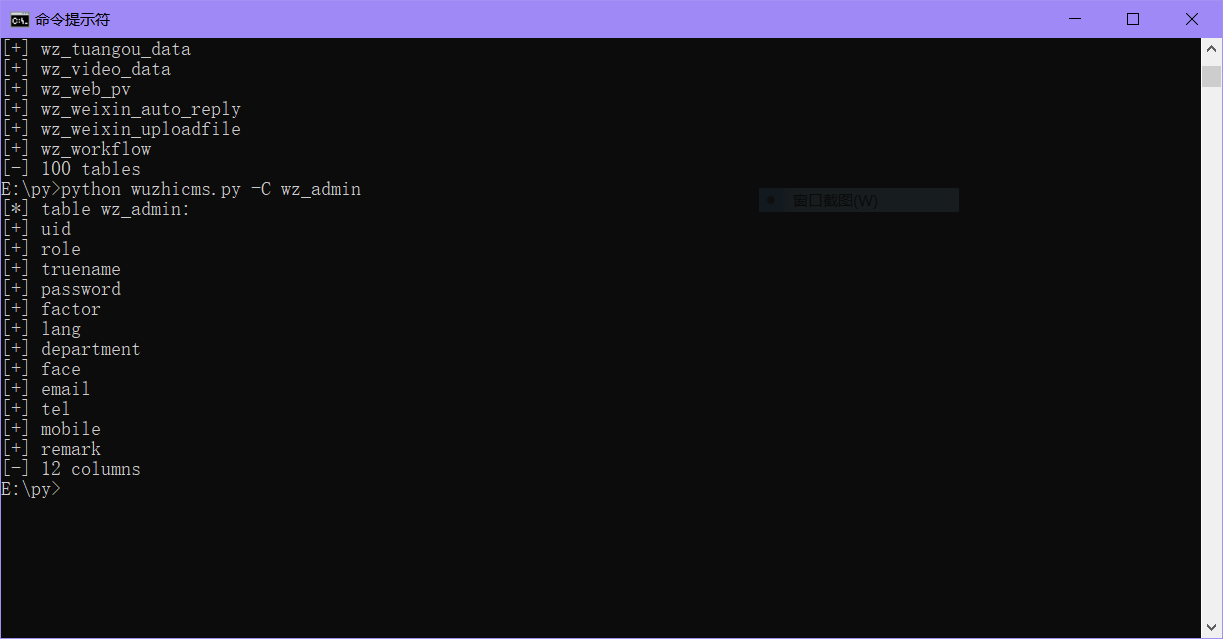 命令提示符
[+] wz_tuangou_data
[+] wz_video_data
[+] wz_web_pv
[+] wz_weixin_auto_reply
[+] wz_weixin_uploadfile
[+] wz_workflow
[-] 100 tables
E:\py>python wuzhicms.py -C wz_admin
[*] table wz_admin:
窗口截图(W)
[+] uid
[+] role
[+] truename
[+] password
[+] factor
[+] lang
[+] department
[+] face
[+] email
[+] tel
[+] mobile
[+] remark
[-] 12 columns
E:\py>